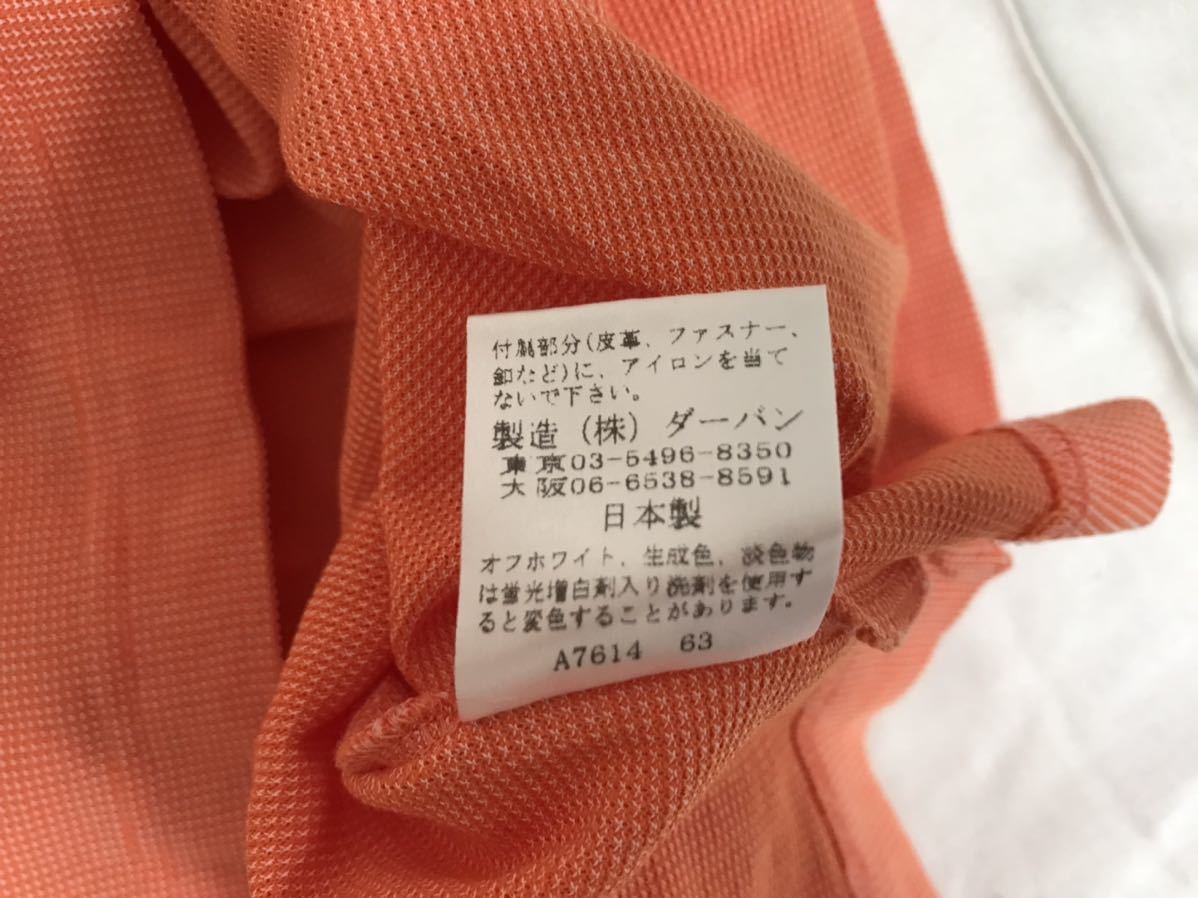 付属部分(皮革、ファスナー、
釦など)に、アイロンを当て
ないで下さい。
製造(株)ダーバン
東京03-5496-8350
大阪06-6538-8591
日本製
オフホワイト、生成色、淡色物
は蛍光増白剤入り洗剤を使用す
ると変色することがあります。
A7614 63